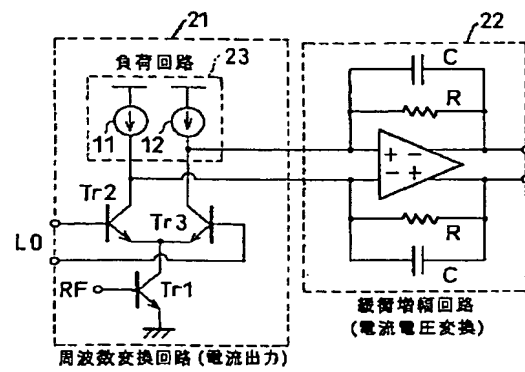 21
22
負荷回路
23
11
12
C
R
+ -
- +
Tr2
Tr3
LO
R
C
RF
Tr1
緩衝増幅回路
(電流電圧変換)
周波数変換回路(電流出力)